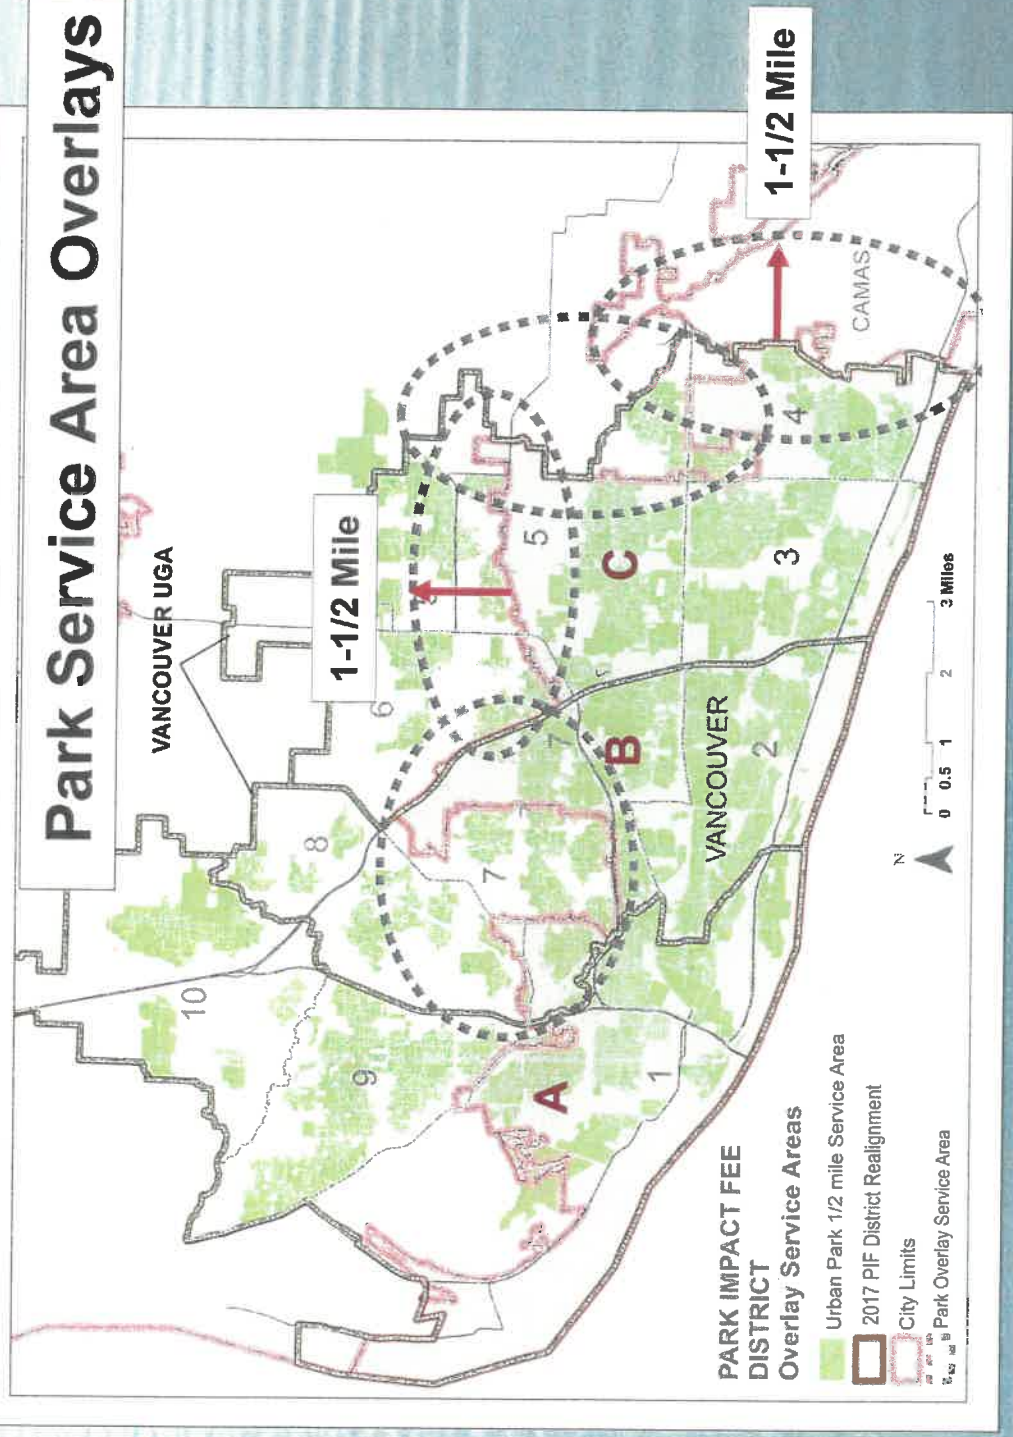 Park Service Area Overlays
VANCOUVER UGA
1-1/2 Mile
1-1/2 Mile
10
9
8
7
6
5
4
3
2
1
7
A
B
C
VANCOUVER
CAMAS
PARK IMPACT FEE
DISTRICT
Overlay Service Areas
Urban Park 1/2 mile Service Area
2017 PIF District Realignment
City Limits
Park Overlay Service Area
N
0 0.5 1 2 3 Miles